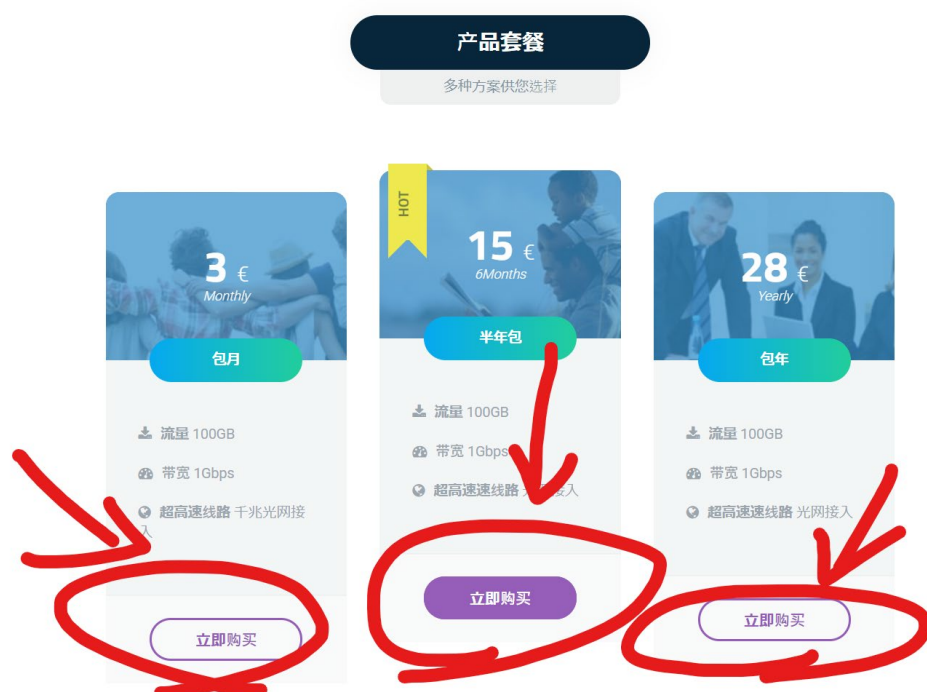 产品套餐
多种方案供您选择
3 €
Monthly
包月
流量 100GB
带宽 1Gbps
超高速线路 千兆光网接
入
立即购买
HOT
15 €
6Months
半年包
流量 100GB
带宽 1Gbps
超高速速线路 光网接入
立即购买
28 €
Yearly
包年
流量 100GB
带宽 1Gbps
超高速速线路 光网接入
立即购买